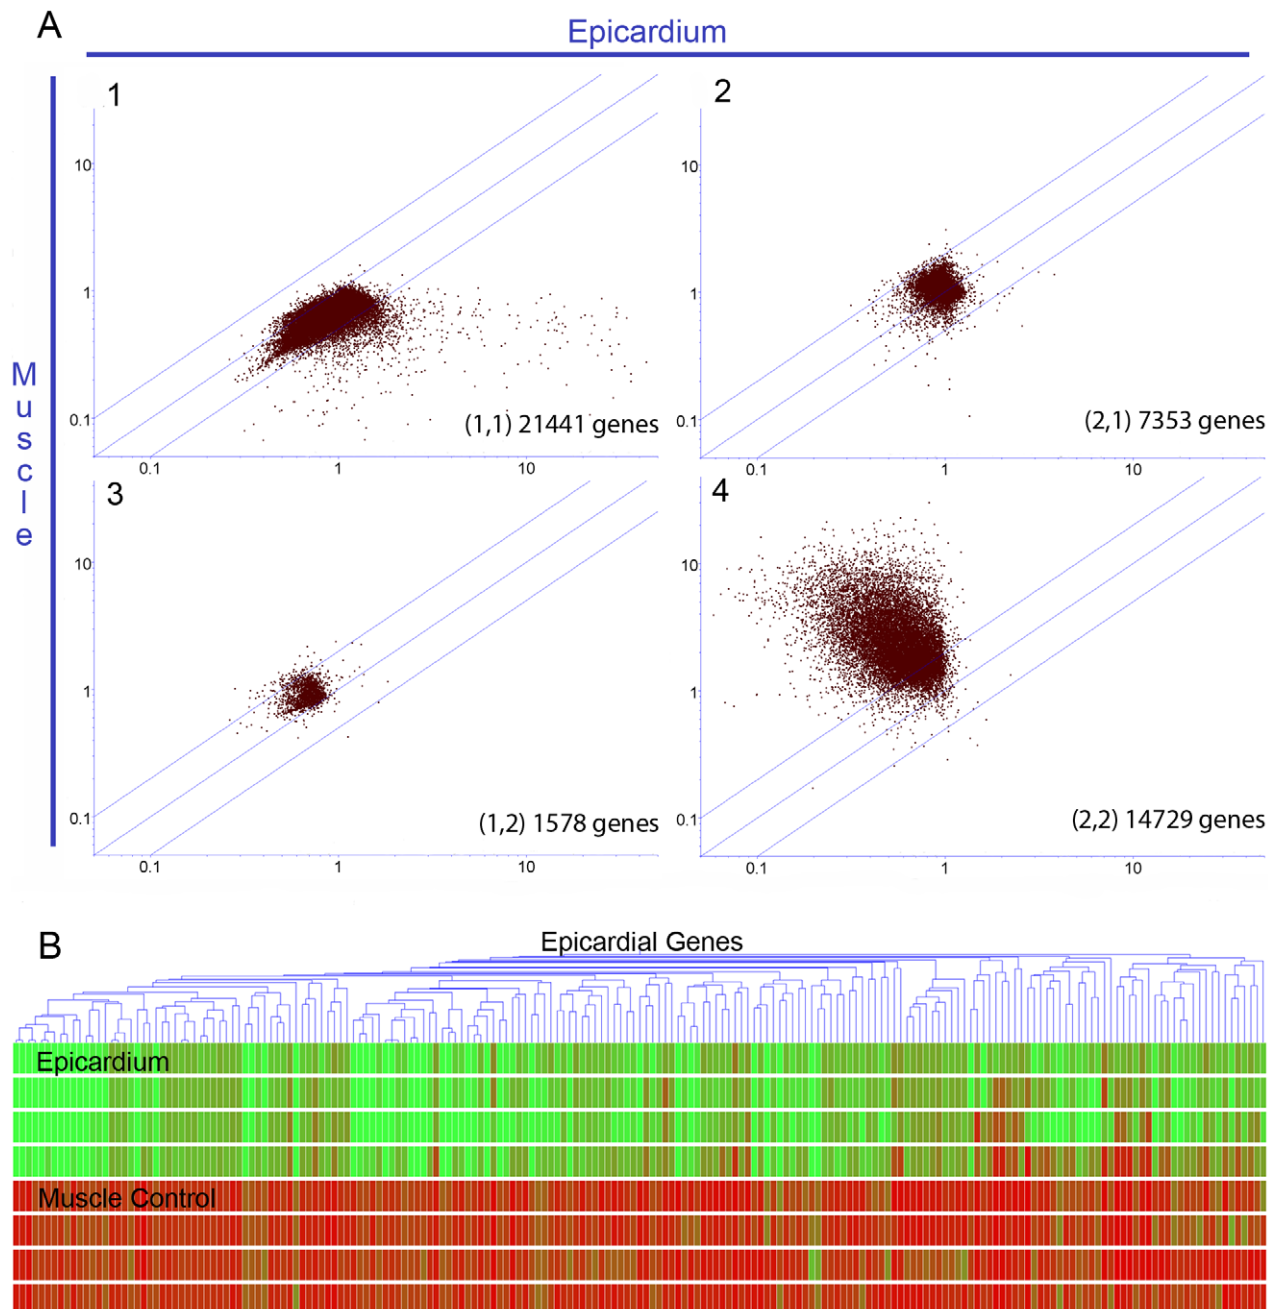 A
Epicardium
Muscle
1
10
1
0.1
(1,1) 21441 genes
0.1 1 10
2
10
1
0.1
(2,1) 7353 genes
0.1 1 10
3
10
1
0.1
(1,2) 1578 genes
0.1 1 10
4
10
1
0.1
(2,2) 14729 genes
0.1 1 10
B
Epicardial Genes
Epicardium
Muscle Control